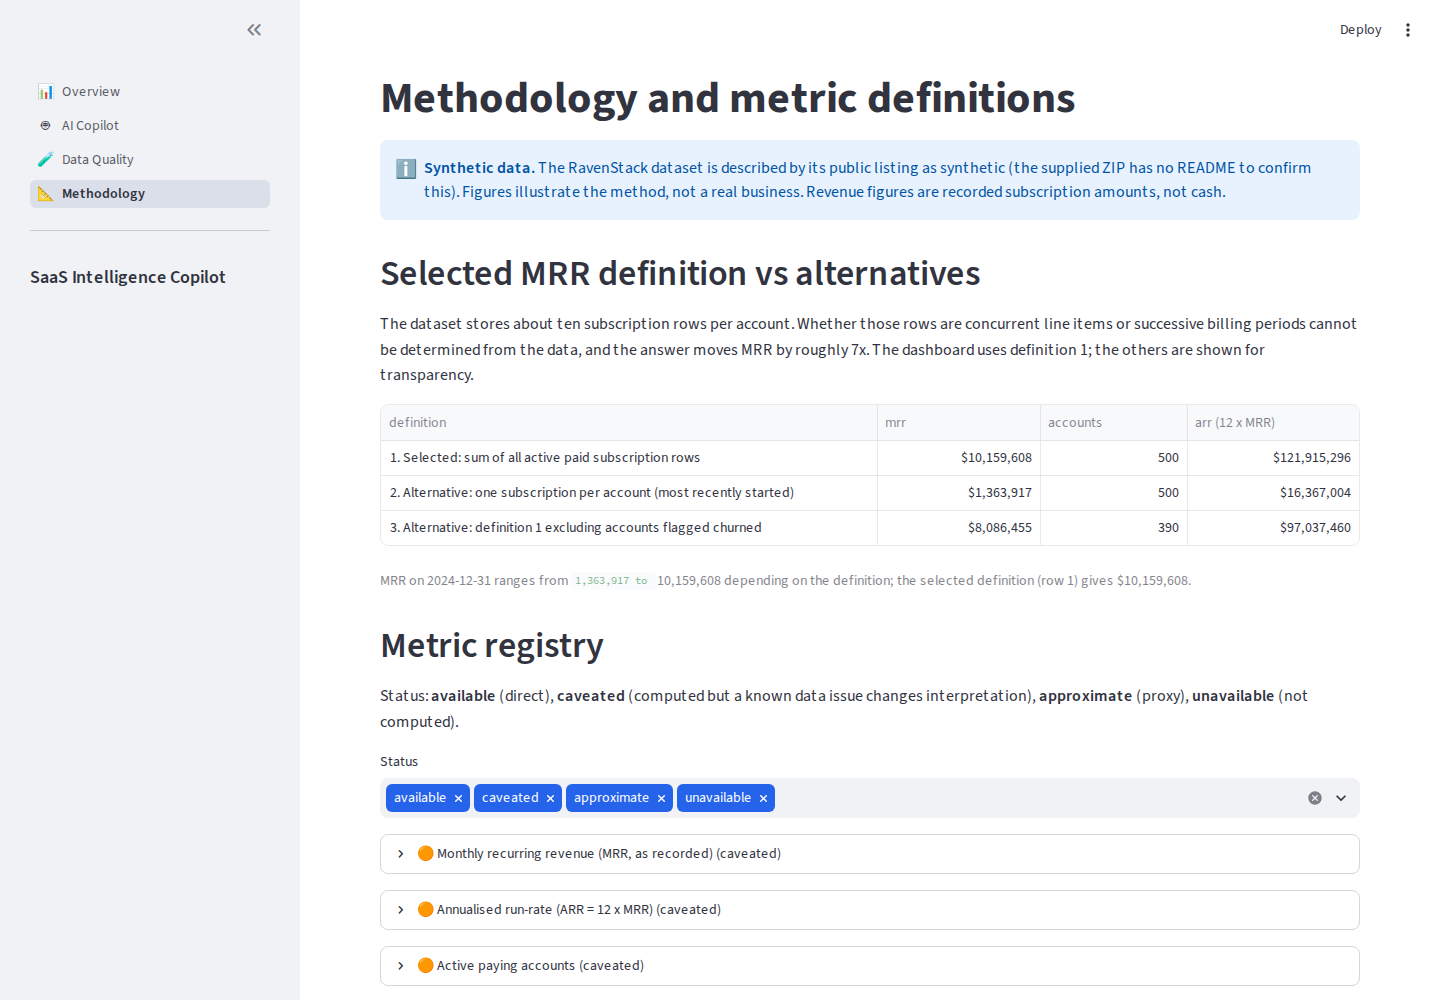 Deploy
Overview
AI Copilot
Data Quality
Methodology
SaaS Intelligence Copilot
Methodology and metric definitions
Synthetic data. The RavenStack dataset is described by its public listing as synthetic (the supplied ZIP has no README to confirm
this). Figures illustrate the method, not a real business. Revenue figures are recorded subscription amounts, not cash.
Selected MRR definition vs alternatives
The dataset stores about ten subscription rows per account. Whether those rows are concurrent line items or successive billing periods cannot
be determined from the data, and the answer moves MRR by roughly 7x. The dashboard uses definition 1; the others are shown for
transparency.
definition mrr accounts arr (12 x MRR)
1. Selected: sum of all active paid subscription rows $10,159,608 500 $121,915,296
2. Alternative: one subscription per account (most recently started) $1,363,917 500 $16,367,004
3. Alternative: definition 1 excluding accounts flagged churned $8,086,455 390 $97,037,460
MRR on 2024-12-31 ranges from 1,363,917 to 10,159,608 depending on the definition; the selected definition (row 1) gives $10,159,608.
Metric registry
Status: available (direct), caveated (computed but a known data issue changes interpretation), approximate (proxy), unavailable (not
computed).
Status
available caveated approximate unavailable
Monthly recurring revenue (MRR, as recorded) (caveated)
Annualised run-rate (ARR = 12 x MRR) (caveated)
Active paying accounts (caveated)